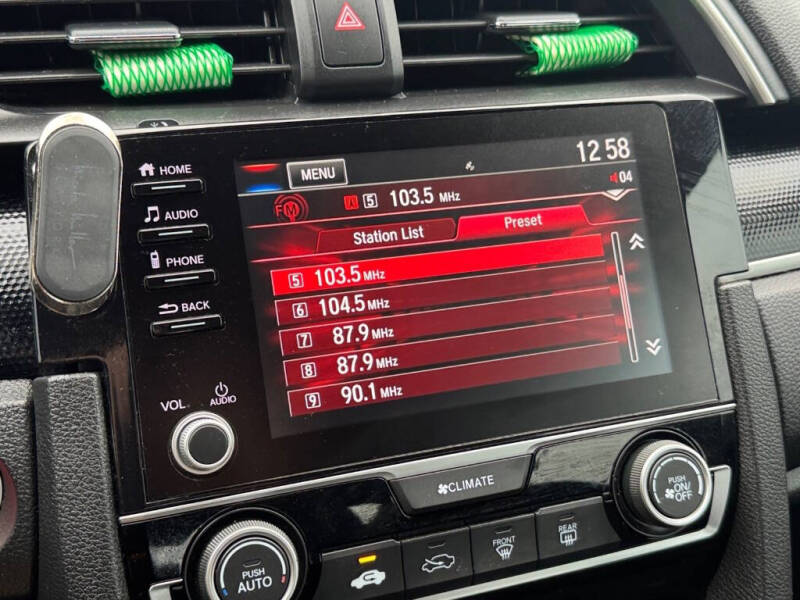 HOME
AUDIO
PHONE
BACK
VOL
AUDIO
MENU
12 58
FM
5 103.5 MHz
04
Station List
Preset
5 103.5 MHz
6 104.5 MHz
7 87.9 MHz
8 87.9 MHz
9 90.1 MHz
CLIMATE
PUSH
AUTO
FRONT
REAR
PUSH
ON/
OFF